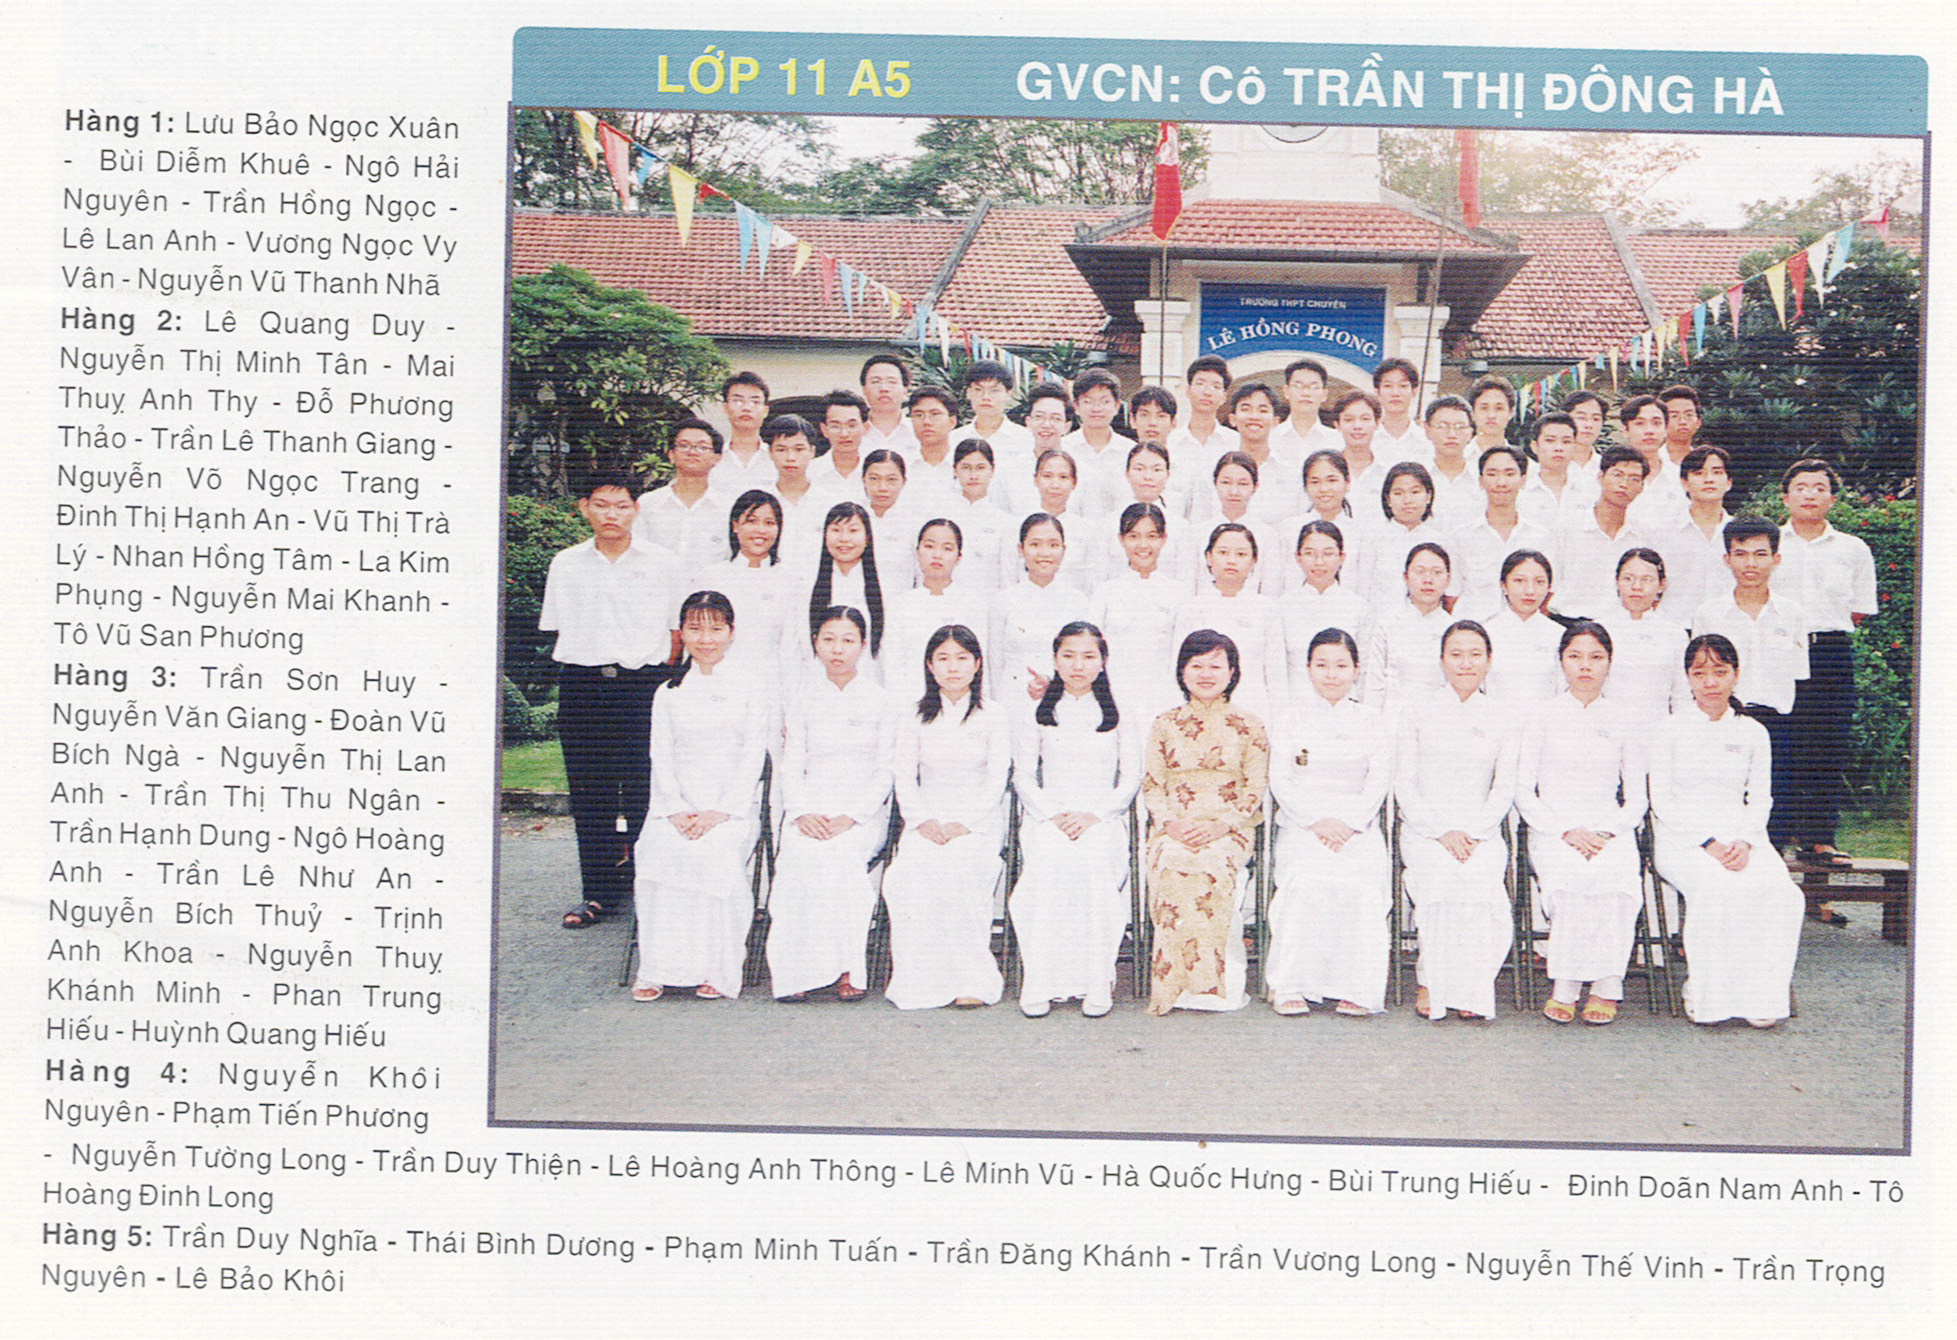 LỚP 11 A5 GVCN: Cô TRẦN THỊ ĐÔNG HÀ
TRƯỜNG THPT CHUYÊN
LÊ HỒNG PHONG
Hàng 1: Lưu Bảo Ngọc Xuân
- Bùi Diễm Khuê - Ngô Hải
Nguyên - Trần Hồng Ngọc -
Lê Lan Anh - Vương Ngọc Vy
Vân - Nguyễn Vũ Thanh Nhã
Hàng 2: Lê Quang Duy -
Nguyễn Thị Minh Tân - Mai
Thuỵ Anh Thy - Đỗ Phương
Thảo - Trần Lê Thanh Giang -
Nguyễn Võ Ngọc Trang -
Đinh Thị Hạnh An - Vũ Thị Trà
Lý - Nhan Hồng Tâm - La Kim
Phụng - Nguyễn Mai Khanh -
Tô Vũ San Phương
Hàng 3: Trần Sơn Huy -
Nguyễn Văn Giang - Đoàn Vũ
Bích Ngà - Nguyễn Thị Lan
Anh - Trần Thị Thu Ngân -
Trần Hạnh Dung - Ngô Hoàng
Anh - Trần Lê Như An -
Nguyễn Bích Thuỷ - Trịnh
Anh Khoa - Nguyễn Thuỵ
Khánh Minh - Phan Trung
Hiếu - Huỳnh Quang Hiếu
Hàng 4: Nguyễn Khôi
Nguyên - Phạm Tiến Phương
- Nguyễn Tường Long - Trần Duy Thiện - Lê Hoàng Anh Thông - Lê Minh Vũ - Hà Quốc Hưng - Bùi Trung Hiếu - Đinh Doãn Nam Anh - Tô
Hoàng Đinh Long
Hàng 5: Trần Duy Nghĩa - Thái Bình Dương - Phạm Minh Tuấn - Trần Đăng Khánh - Trần Vương Long - Nguyễn Thế Vinh - Trần Trọng
Nguyên - Lê Bảo Khôi